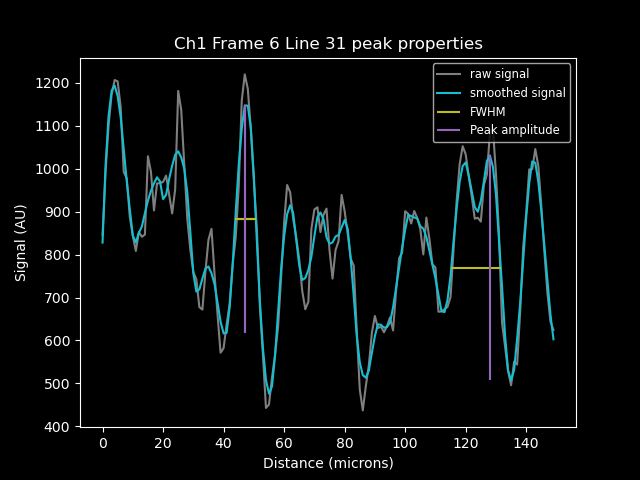 Ch1 Frame 6 Line 31 peak properties
raw signal
smoothed signal
FWHM
Peak amplitude
Signal (AU)
1200
1100
1000
900
800
700
600
500
400
0 20 40 60 80 100 120 140
Distance (microns)